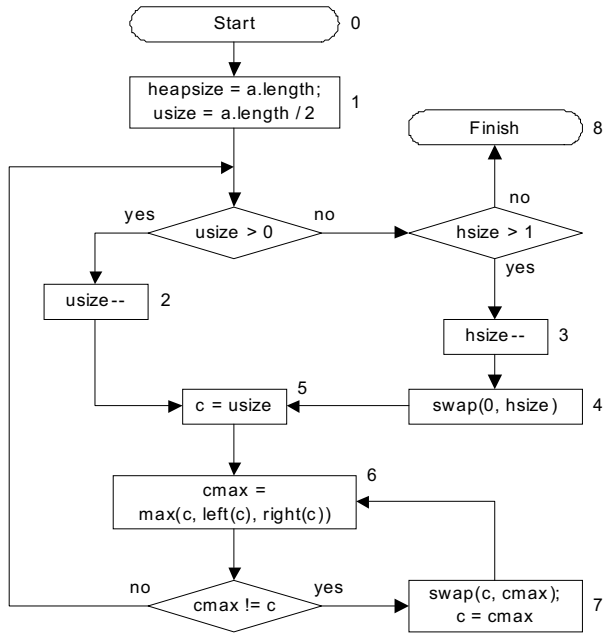 Start
0
heapsize = a.length;
usize = a.length / 2
1
Finish
8
no
yes
usize > 0
no
hsize > 1
yes
usize--
2
hsize--
3
5
c = usize
swap(0, hsize)
4
6
cmax =
max(c, left(c), right(c))
no
cmax != c
yes
swap(c, cmax);
c = cmax
7